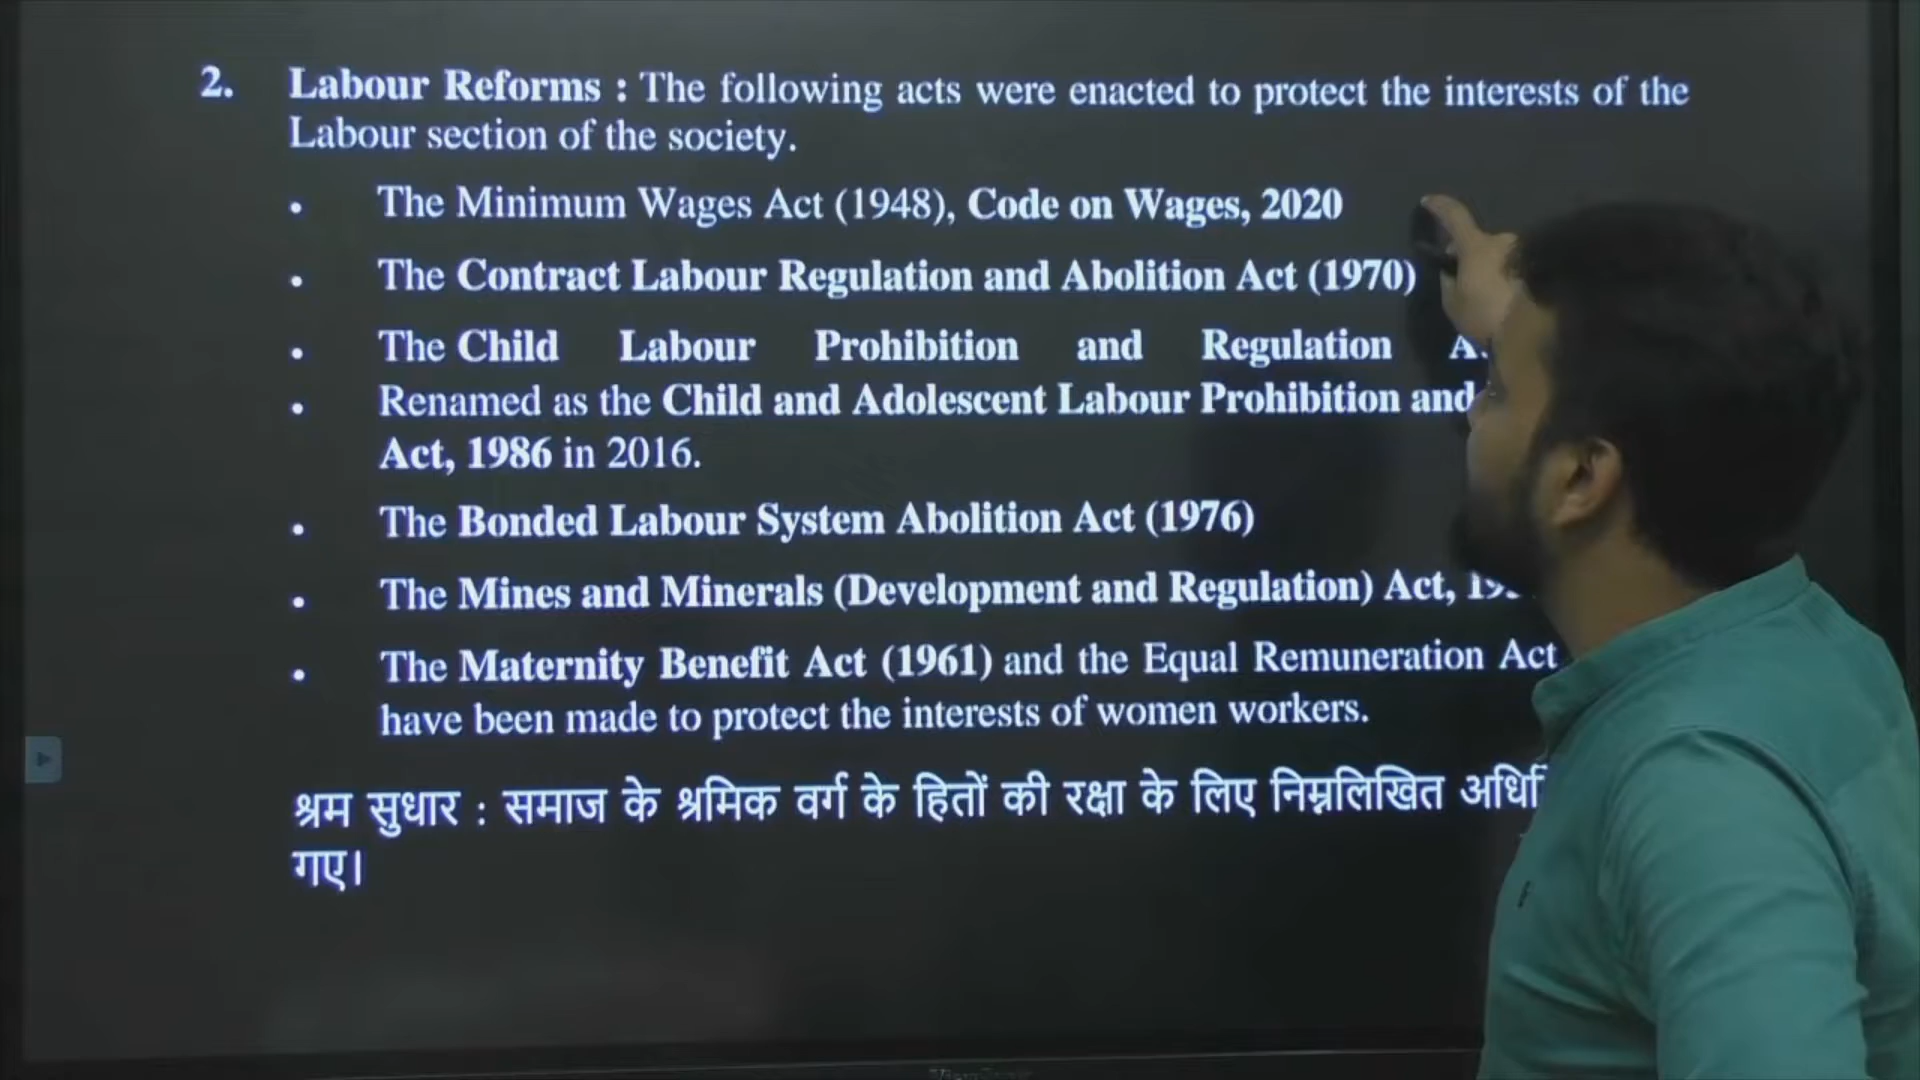 2. Labour Reforms : The following acts were enacted to protect the interests of the
Labour section of the society.
• The Minimum Wages Act (1948), Code on Wages, 2020
• The Contract Labour Regulation and Abolition Act (1970)
• The Child Labour Prohibition and Regulation
• Renamed as the Child and Adolescent Labour Prohibition and
Act, 1986 in 2016.
• The Bonded Labour System Abolition Act (1976)
• The Mines and Minerals (Development and Regulation) Act,
• The Maternity Benefit Act (1961) and the Equal Remuneration Act
have been made to protect the interests of women workers.
श्रम सुधार : समाज के श्रमिक वर्ग के हितों की रक्षा के लिए निम्नलिखित
गए।